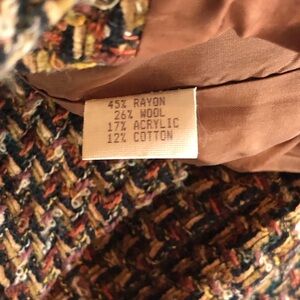 45% RAYON
26% WOOL
17% ACRYLIC
12% COTTON